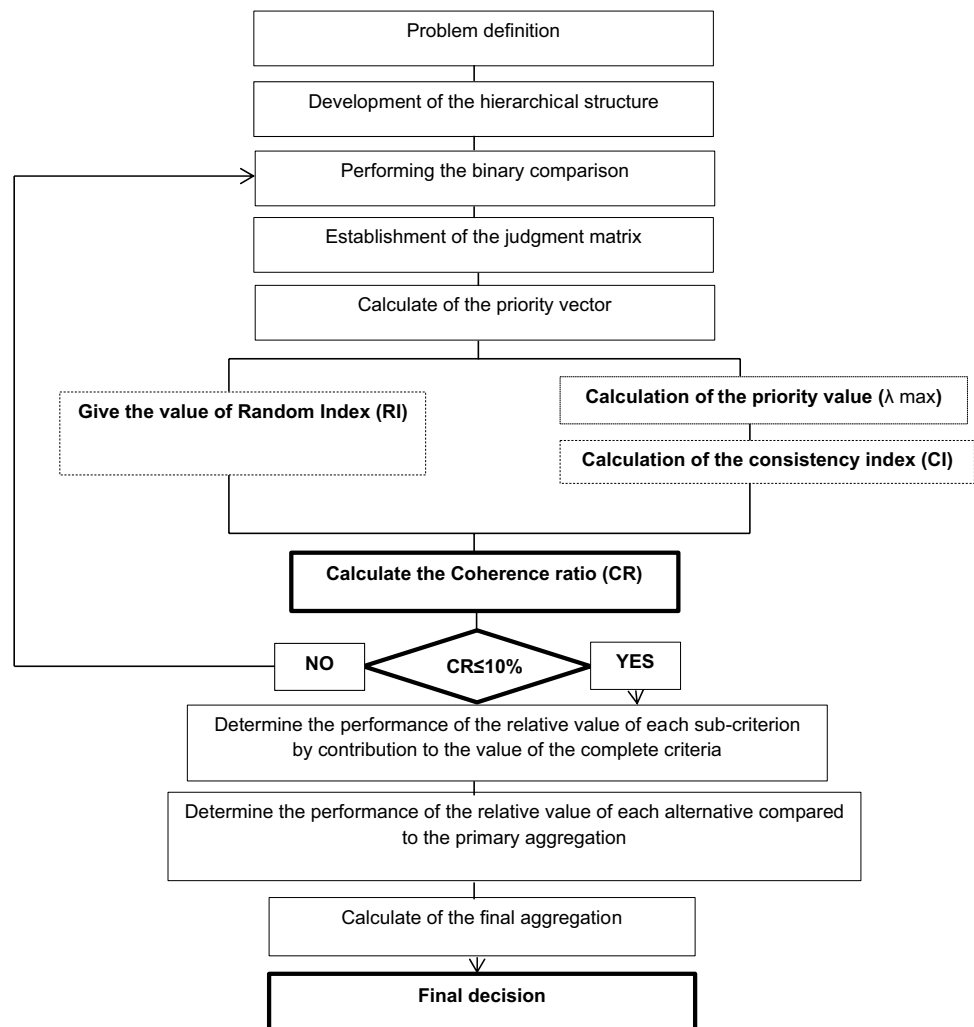 Problem definition
Development of the hierarchical structure
Performing the binary comparison
Establishment of the judgment matrix
Calculate of the priority vector
Give the value of Random Index (RI)
Calculation of the priority value (λ max)
Calculation of the consistency index (CI)
Calculate the Coherence ratio (CR)
NO
CR≤10%
YES
Determine the performance of the relative value of each sub-criterion
by contribution to the value of the complete criteria
Determine the performance of the relative value of each alternative compared
to the primary aggregation
Calculate of the final aggregation
Final decision